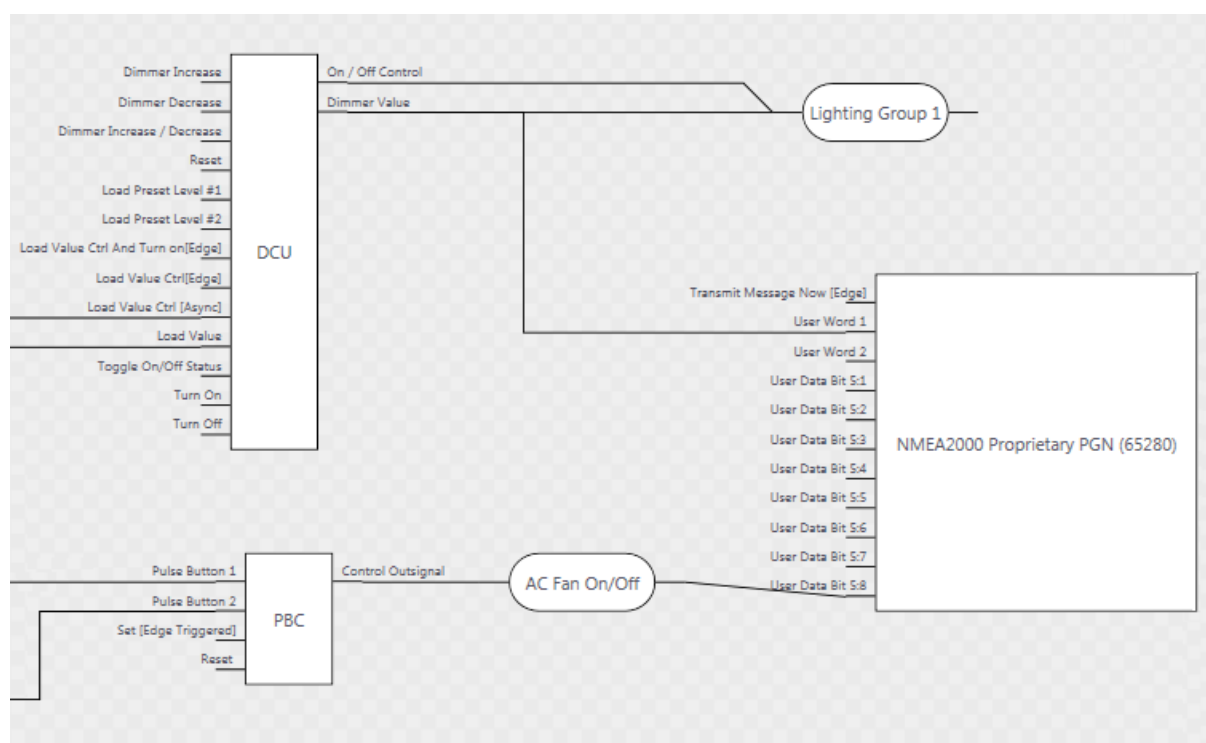 Dimmer Increase
On / Off Control
Dimmer Decrease
Dimmer Value
Lighting Group 1
Dimmer Increase / Decrease
Reset
Load Preset Level #1
Load Preset Level #2
Load Value Ctrl And Turn on[Edge]
DCU
Load Value Ctrl[Edge]
Load Value Ctrl [Async]
Load Value
Toggle On/Off Status
Turn On
Turn Off
Transmit Message Now [Edge]
User Word 1
User Word 2
User Data Bit 5:1
User Data Bit 5:2
User Data Bit 5:3
User Data Bit 5:4
User Data Bit 5:5
User Data Bit 5:6
User Data Bit 5:7
User Data Bit 5:8
NMEA2000 Proprietary PGN (65280)
Pulse Button 1
Control Outsignal
AC Fan On/Off
Pulse Button 2
PBC
Set [Edge Triggered]
Reset